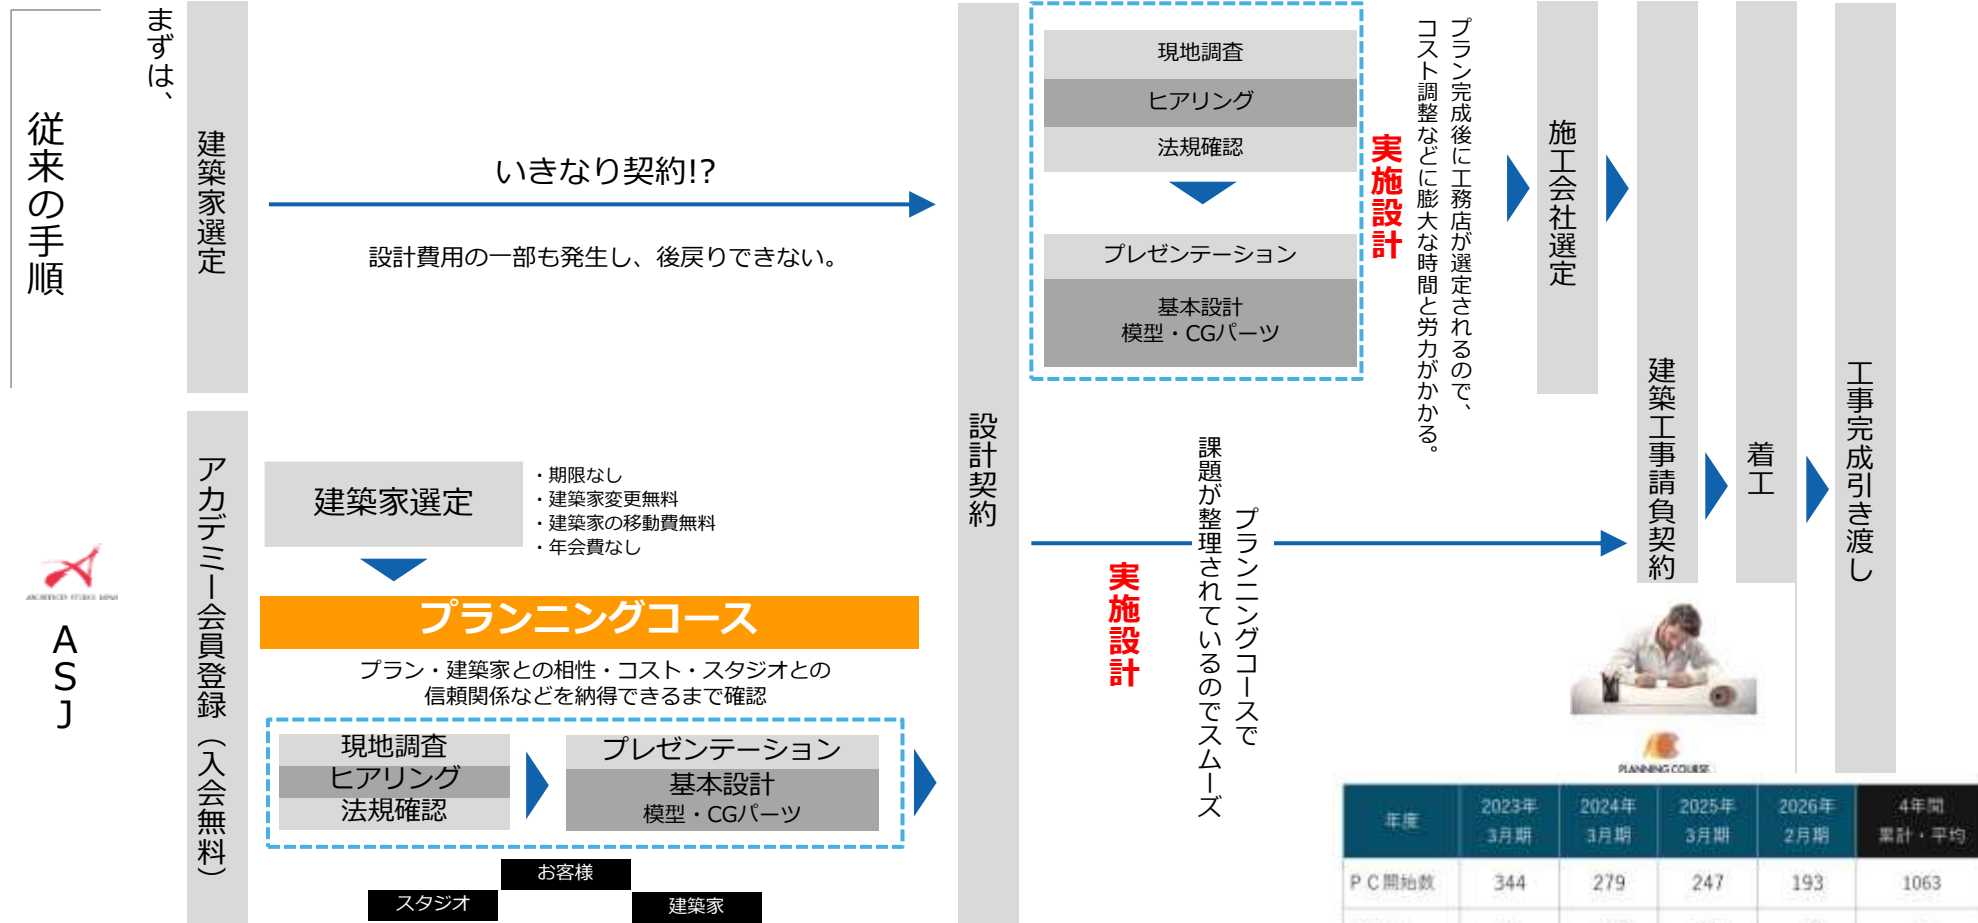 従来の手順
まずは、
建築家選定
いきなり契約!?
設計費用の一部も発生し、後戻りできない。
設計契約
現地調査
ヒアリング
法規確認
プレゼンテーション
基本設計
模型・CGパーツ
実施設計
プラン完成後に工務店が選定されるので、
コスト調整などに膨大な時間と労力がかかる。
施工会社選定
建築工事請負契約
着工
工事完成引き渡し
ASJ
アカデミー会員登録（入会無料）
建築家選定
・期限なし
・建築家変更無料
・建築家の移動費無料
・年会費なし
プランニングコース
プラン・建築家との相性・コスト・スタジオとの
信頼関係などを納得できるまで確認
現地調査
ヒアリング
法規確認
プレゼンテーション
基本設計
模型・CGパーツ
お客様
スタジオ
建築家
実施設計
プランニングコースで
課題が整理されているのでスムーズ
PLANNING COURSE
年度 2023年3月期 2024年3月期 2025年3月期 2026年2月期 4年間累計・平均
ＰＣ開始数 344 279 247 193 1063